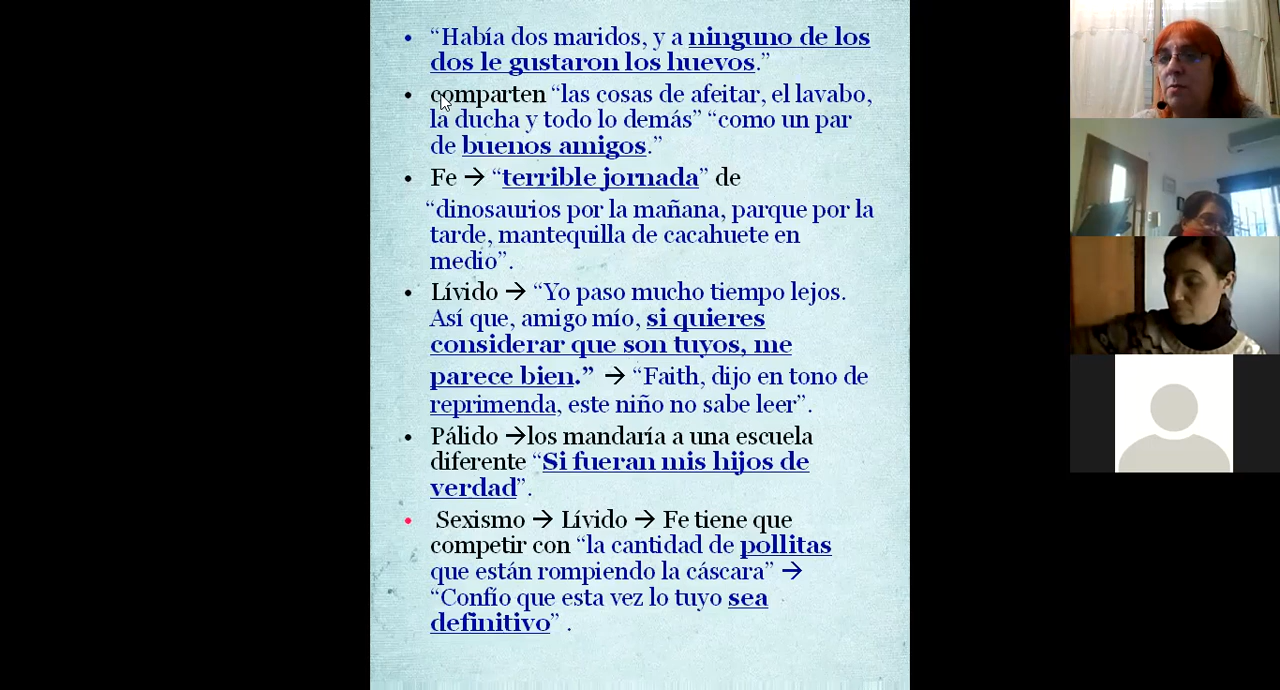 • “Había dos maridos, y a ninguno de los
dos le gustaron los huevos.”
• comparten “las cosas de afeitar, el lavabo,
la ducha y todo lo demás” “como un par
de buenos amigos.”
• Fe → “terrible jornada” de
“dinosaurios por la mañana, parque por la
tarde, mantequilla de cacahuete en
medio”.
• Lívido → “Yo paso mucho tiempo lejos.
Así que, amigo mío, si quieres
considerar que son tuyos, me
parece bien.” → “Faith, dijo en tono de
reprimenda, este niño no sabe leer”.
• Pálido →los mandaría a una escuela
diferente “Si fueran mis hijos de
verdad”.
• Sexismo → Lívido → Fe tiene que
competir con “la cantidad de pollitas
que están rompiendo la cáscara” →
“Confío que esta vez lo tuyo sea
definitivo” .